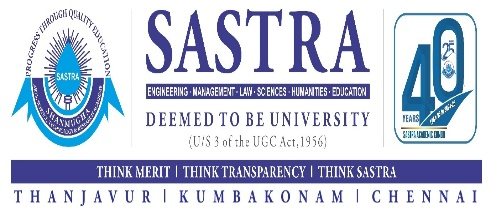 PROGRESS THROUGH QUALITY EDUCATION
SASTRA
SHANMUGHA
SASTRA
ENGINEERING · MANAGEMENT · LAW · SCIENCES · HUMANITIES · EDUCATION
DEEMED TO BE UNIVERSITY
(U/S 3 of the UGC Act,1956)
40
25
YEARS
THINK MERIT | THINK TRANSPARENCY | THINK SASTRA
THANJAVUR | KUMBAKONAM | CHENNAI